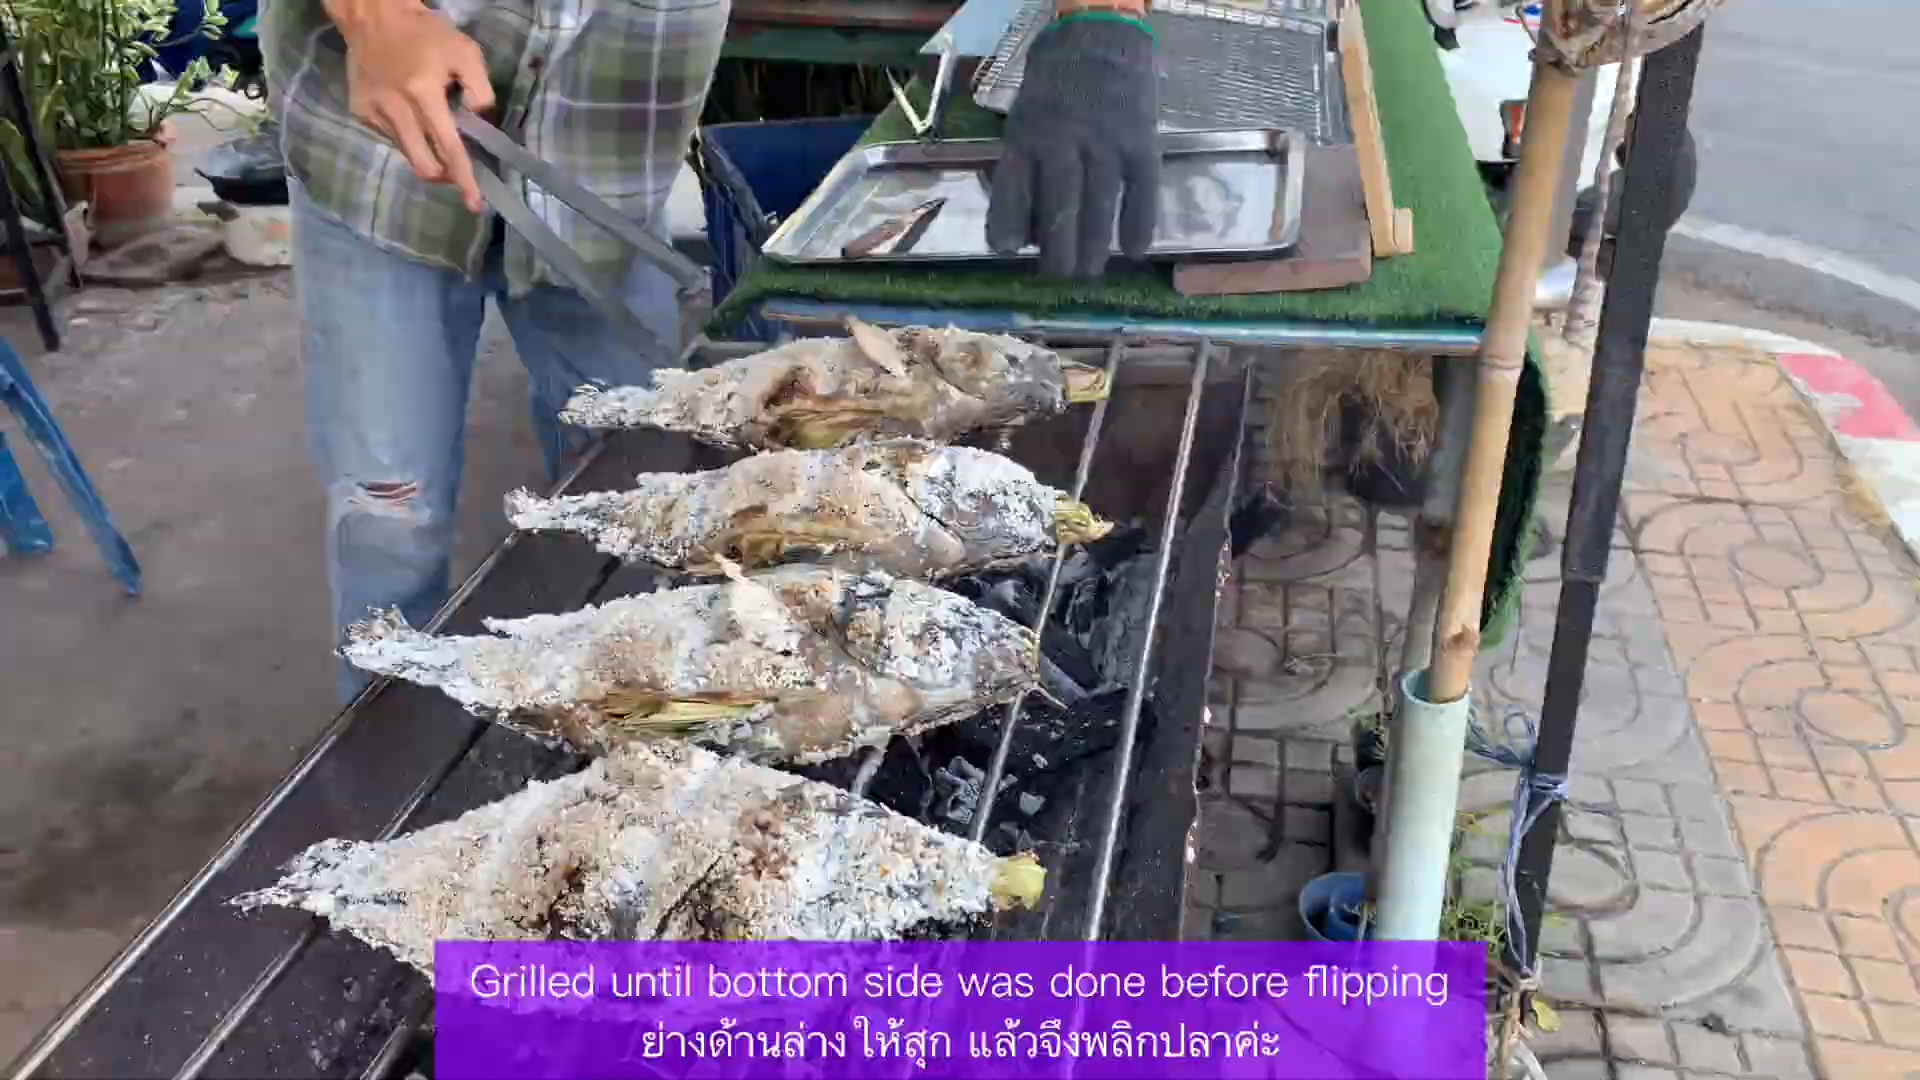 Grilled until bottom side was done before flipping
ย่างด้านล่าง ให้สุก แล้วจึงพลิกปลาค่ะ